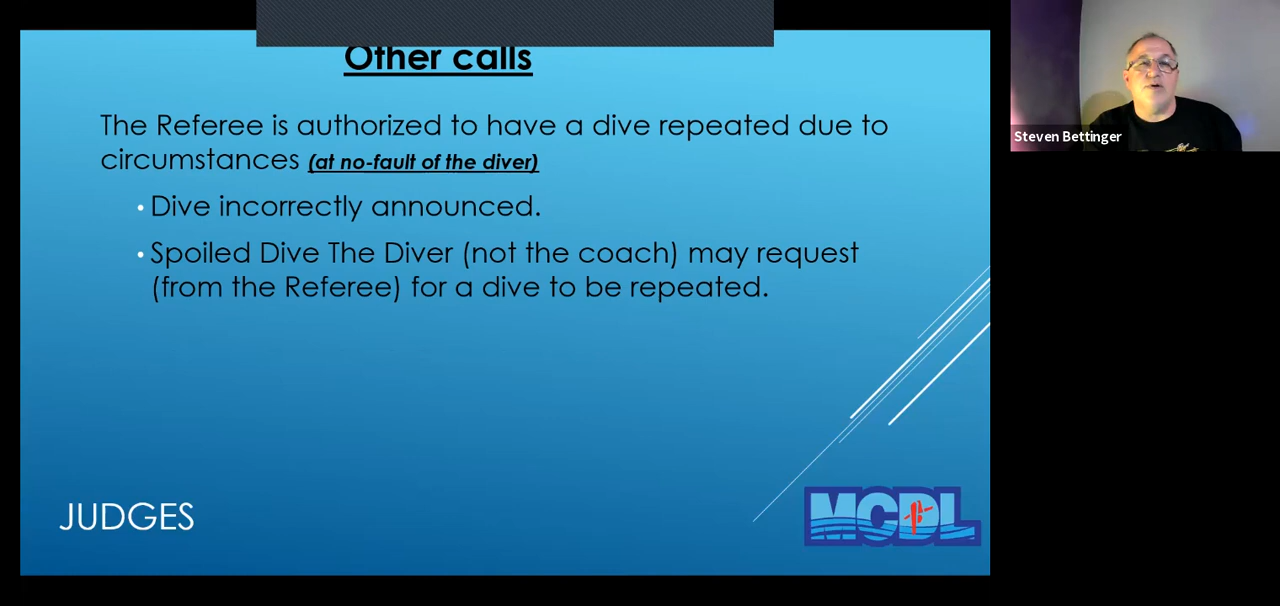 Other calls
The Referee is authorized to have a dive repeated due to
circumstances (at no-fault of the diver)
• Dive incorrectly announced.
• Spoiled Dive The Diver (not the coach) may request
(from the Referee) for a dive to be repeated.
JUDGES
MCDL
Steven Bettinger